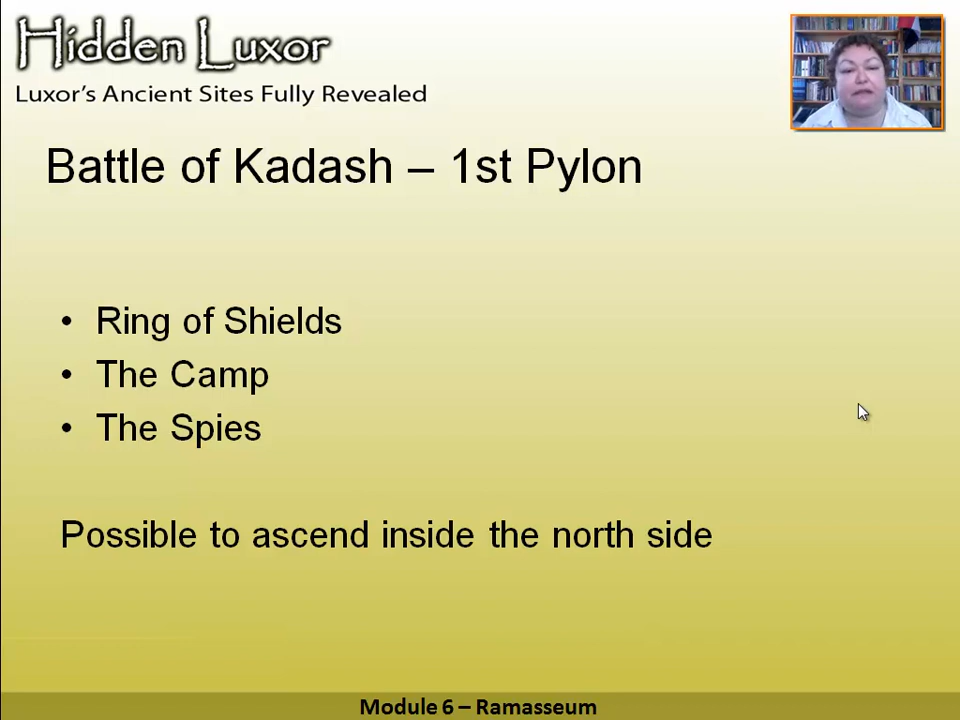 Hidden Luxor
Luxor's Ancient Sites Fully Revealed
Battle of Kadash – 1st Pylon
• Ring of Shields
• The Camp
• The Spies
Possible to ascend inside the north side
Module 6 – Ramasseum